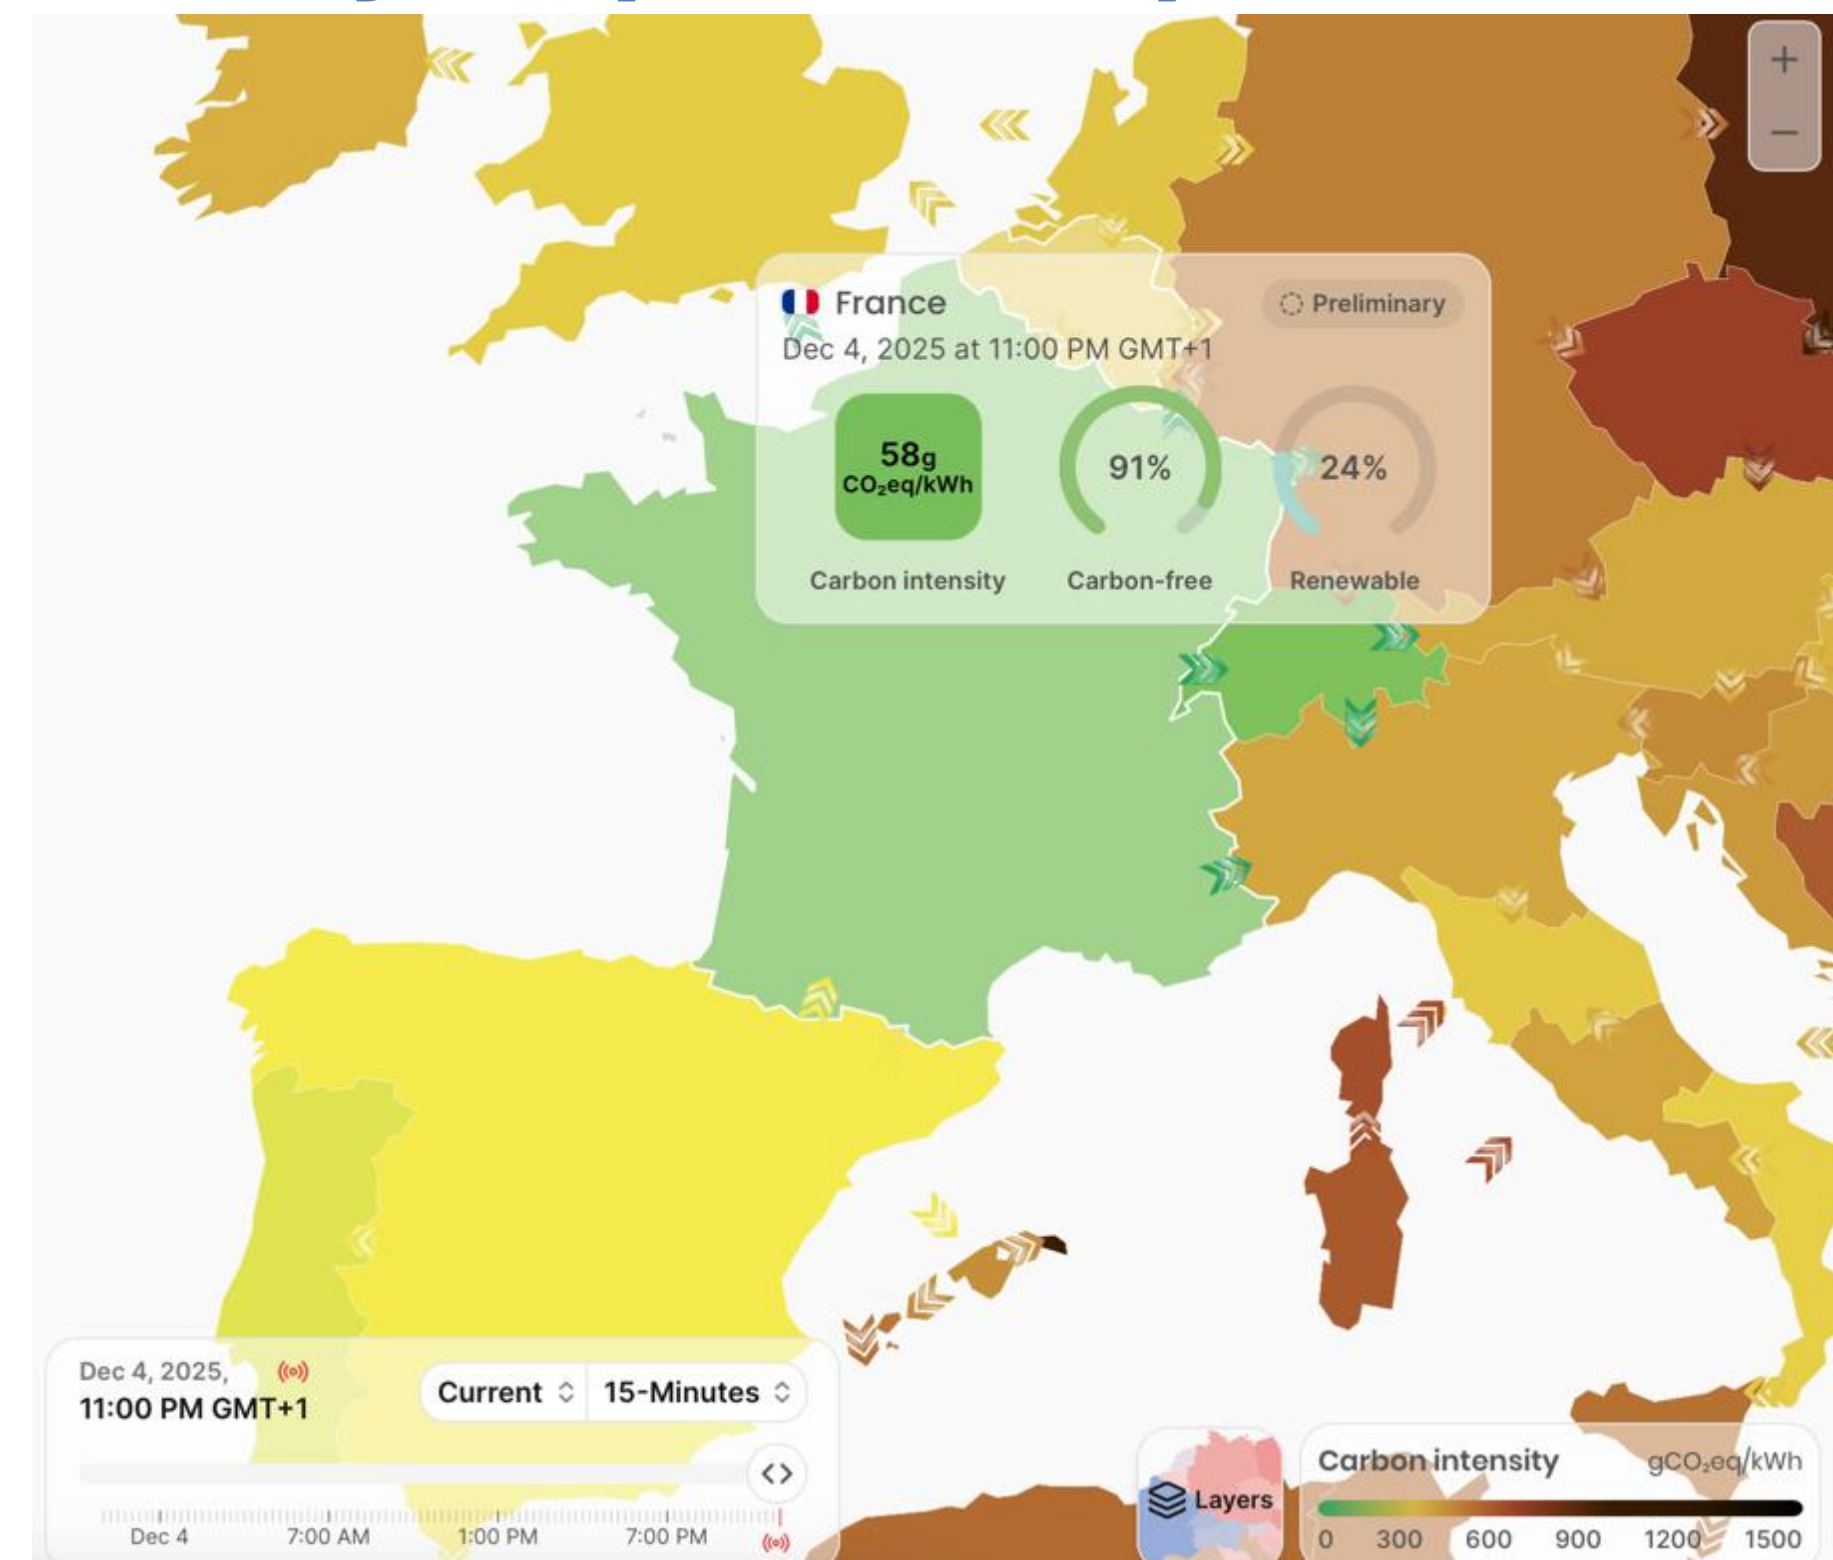 +
−
France
Preliminary
Dec 4, 2025 at 11:00 PM GMT+1
58g
CO₂eq/kWh
91%
24%
Carbon intensity
Carbon-free
Renewable
Dec 4, 2025,
11:00 PM GMT+1
Current
15-Minutes
Dec 4
7:00 AM
1:00 PM
7:00 PM
Layers
Carbon intensity
gCO₂eq/kWh
0 300 600 900 1200 1500